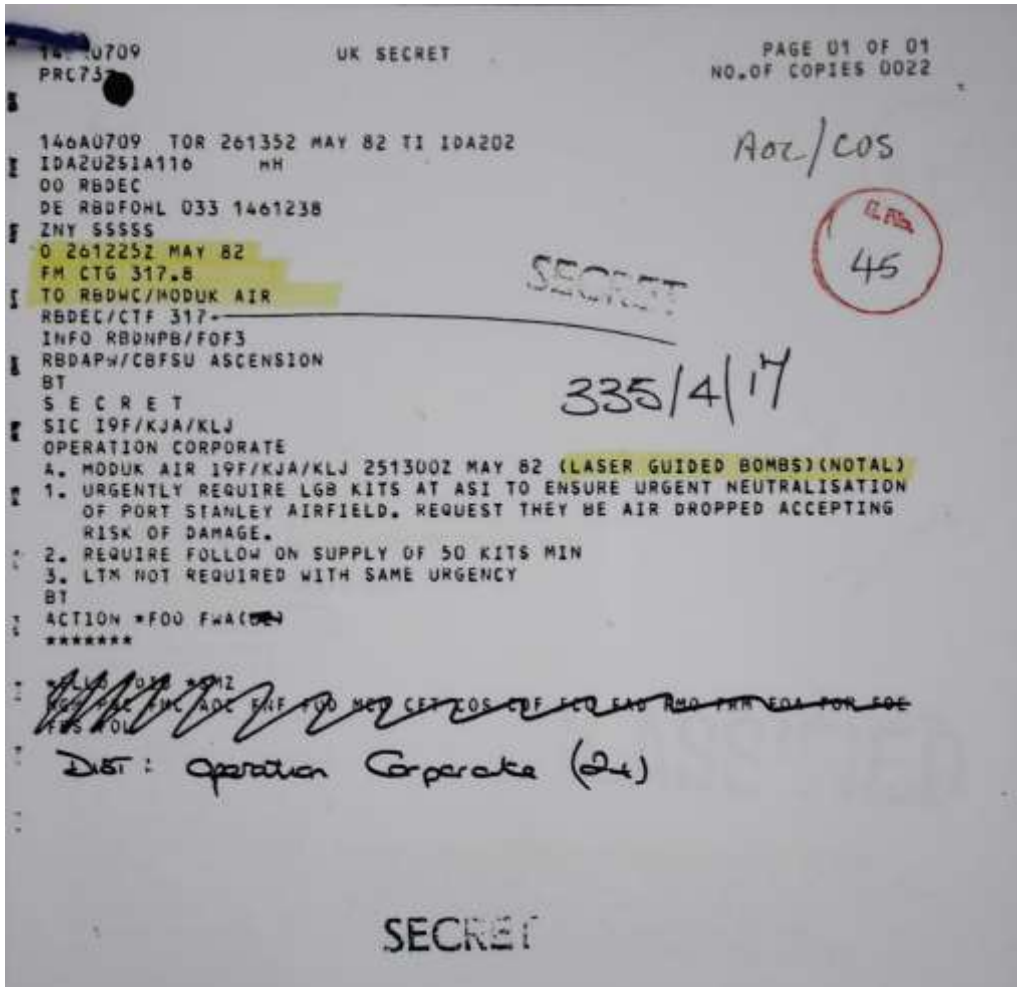 UK SECRET
PAGE 01 OF 01
NO.OF COPIES 0022
146A0709 TOR 261352 MAY 82 TI IDA202
Aoc/COS
IDA202SIA116 HH
OO RBDEC
DE RBDFOHL 033 1461238
ZNY SSSSS
O 261225Z MAY 82
FM CTG 317.8
TO RBDWC/MODUK AIR
SECRET
45
RBDEC/CTF 317-
INFO RBDNPB/FOF3
RBDAPW/CBFSU ASCENSION
BT
335/4/17
S E C R E T
SIC I9F/KJA/KLJ
OPERATION CORPORATE
A. MODUK AIR I9F/KJA/KLJ 251300Z MAY 82 (LASER GUIDED BOMBS)(NOTAL)
1. URGENTLY REQUIRE LGB KITS AT ASI TO ENSURE URGENT NEUTRALISATION
OF PORT STANLEY AIRFIELD. REQUEST THEY BE AIR DROPPED ACCEPTING
RISK OF DAMAGE.
2. REQUIRE FOLLOW ON SUPPLY OF 50 KITS MIN
3. LTM NOT REQUIRED WITH SAME URGENCY
BT
ACTION *FOO FWA(
*******
DIST: Operation Corporate (24)
SECRET